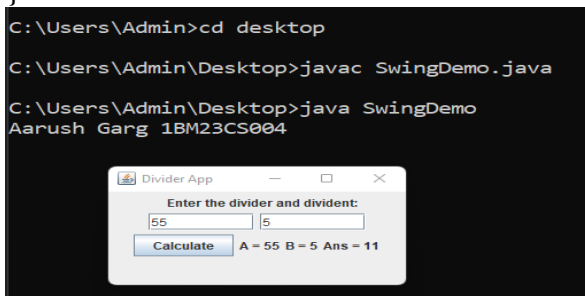 }
C:\Users\Admin>cd desktop
C:\Users\Admin\Desktop>javac SwingDemo.java
C:\Users\Admin\Desktop>java SwingDemo
Aarush Garg 1BM23CS004
Divider App
Enter the divider and divident:
55 5
Calculate A = 55 B = 5 Ans = 11